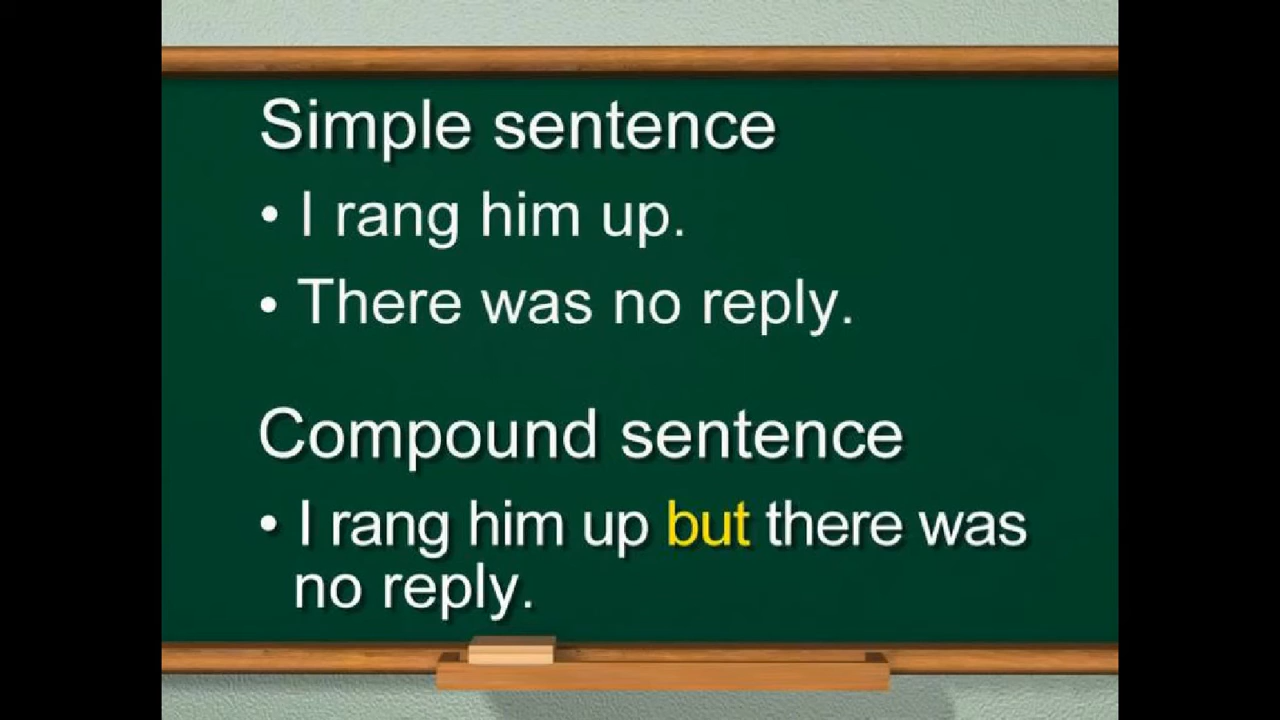 Simple sentence
• I rang him up.
• There was no reply.
Compound sentence
• I rang him up but there was
no reply.